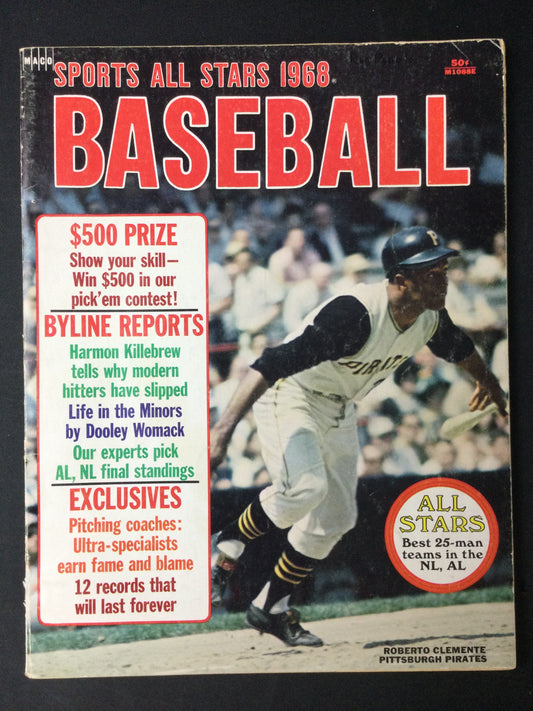 MACO
SPORTS ALL STARS 1968
50¢
M1068E
BASEBALL
$500 PRIZE
Show your skill—
Win $500 in our
pick'em contest!
BYLINE REPORTS
Harmon Killebrew
tells why modern
hitters have slipped
Life in the Minors
by Dooley Womack
Our experts pick
AL, NL final standings
EXCLUSIVES
Pitching coaches:
Ultra-specialists
earn fame and blame
12 records that
will last forever
P
PIRATE
ALL
STARS
Best 25-man
teams in the
NL, AL
ROBERTO CLEMENTE
PITTSBURGH PIRATES